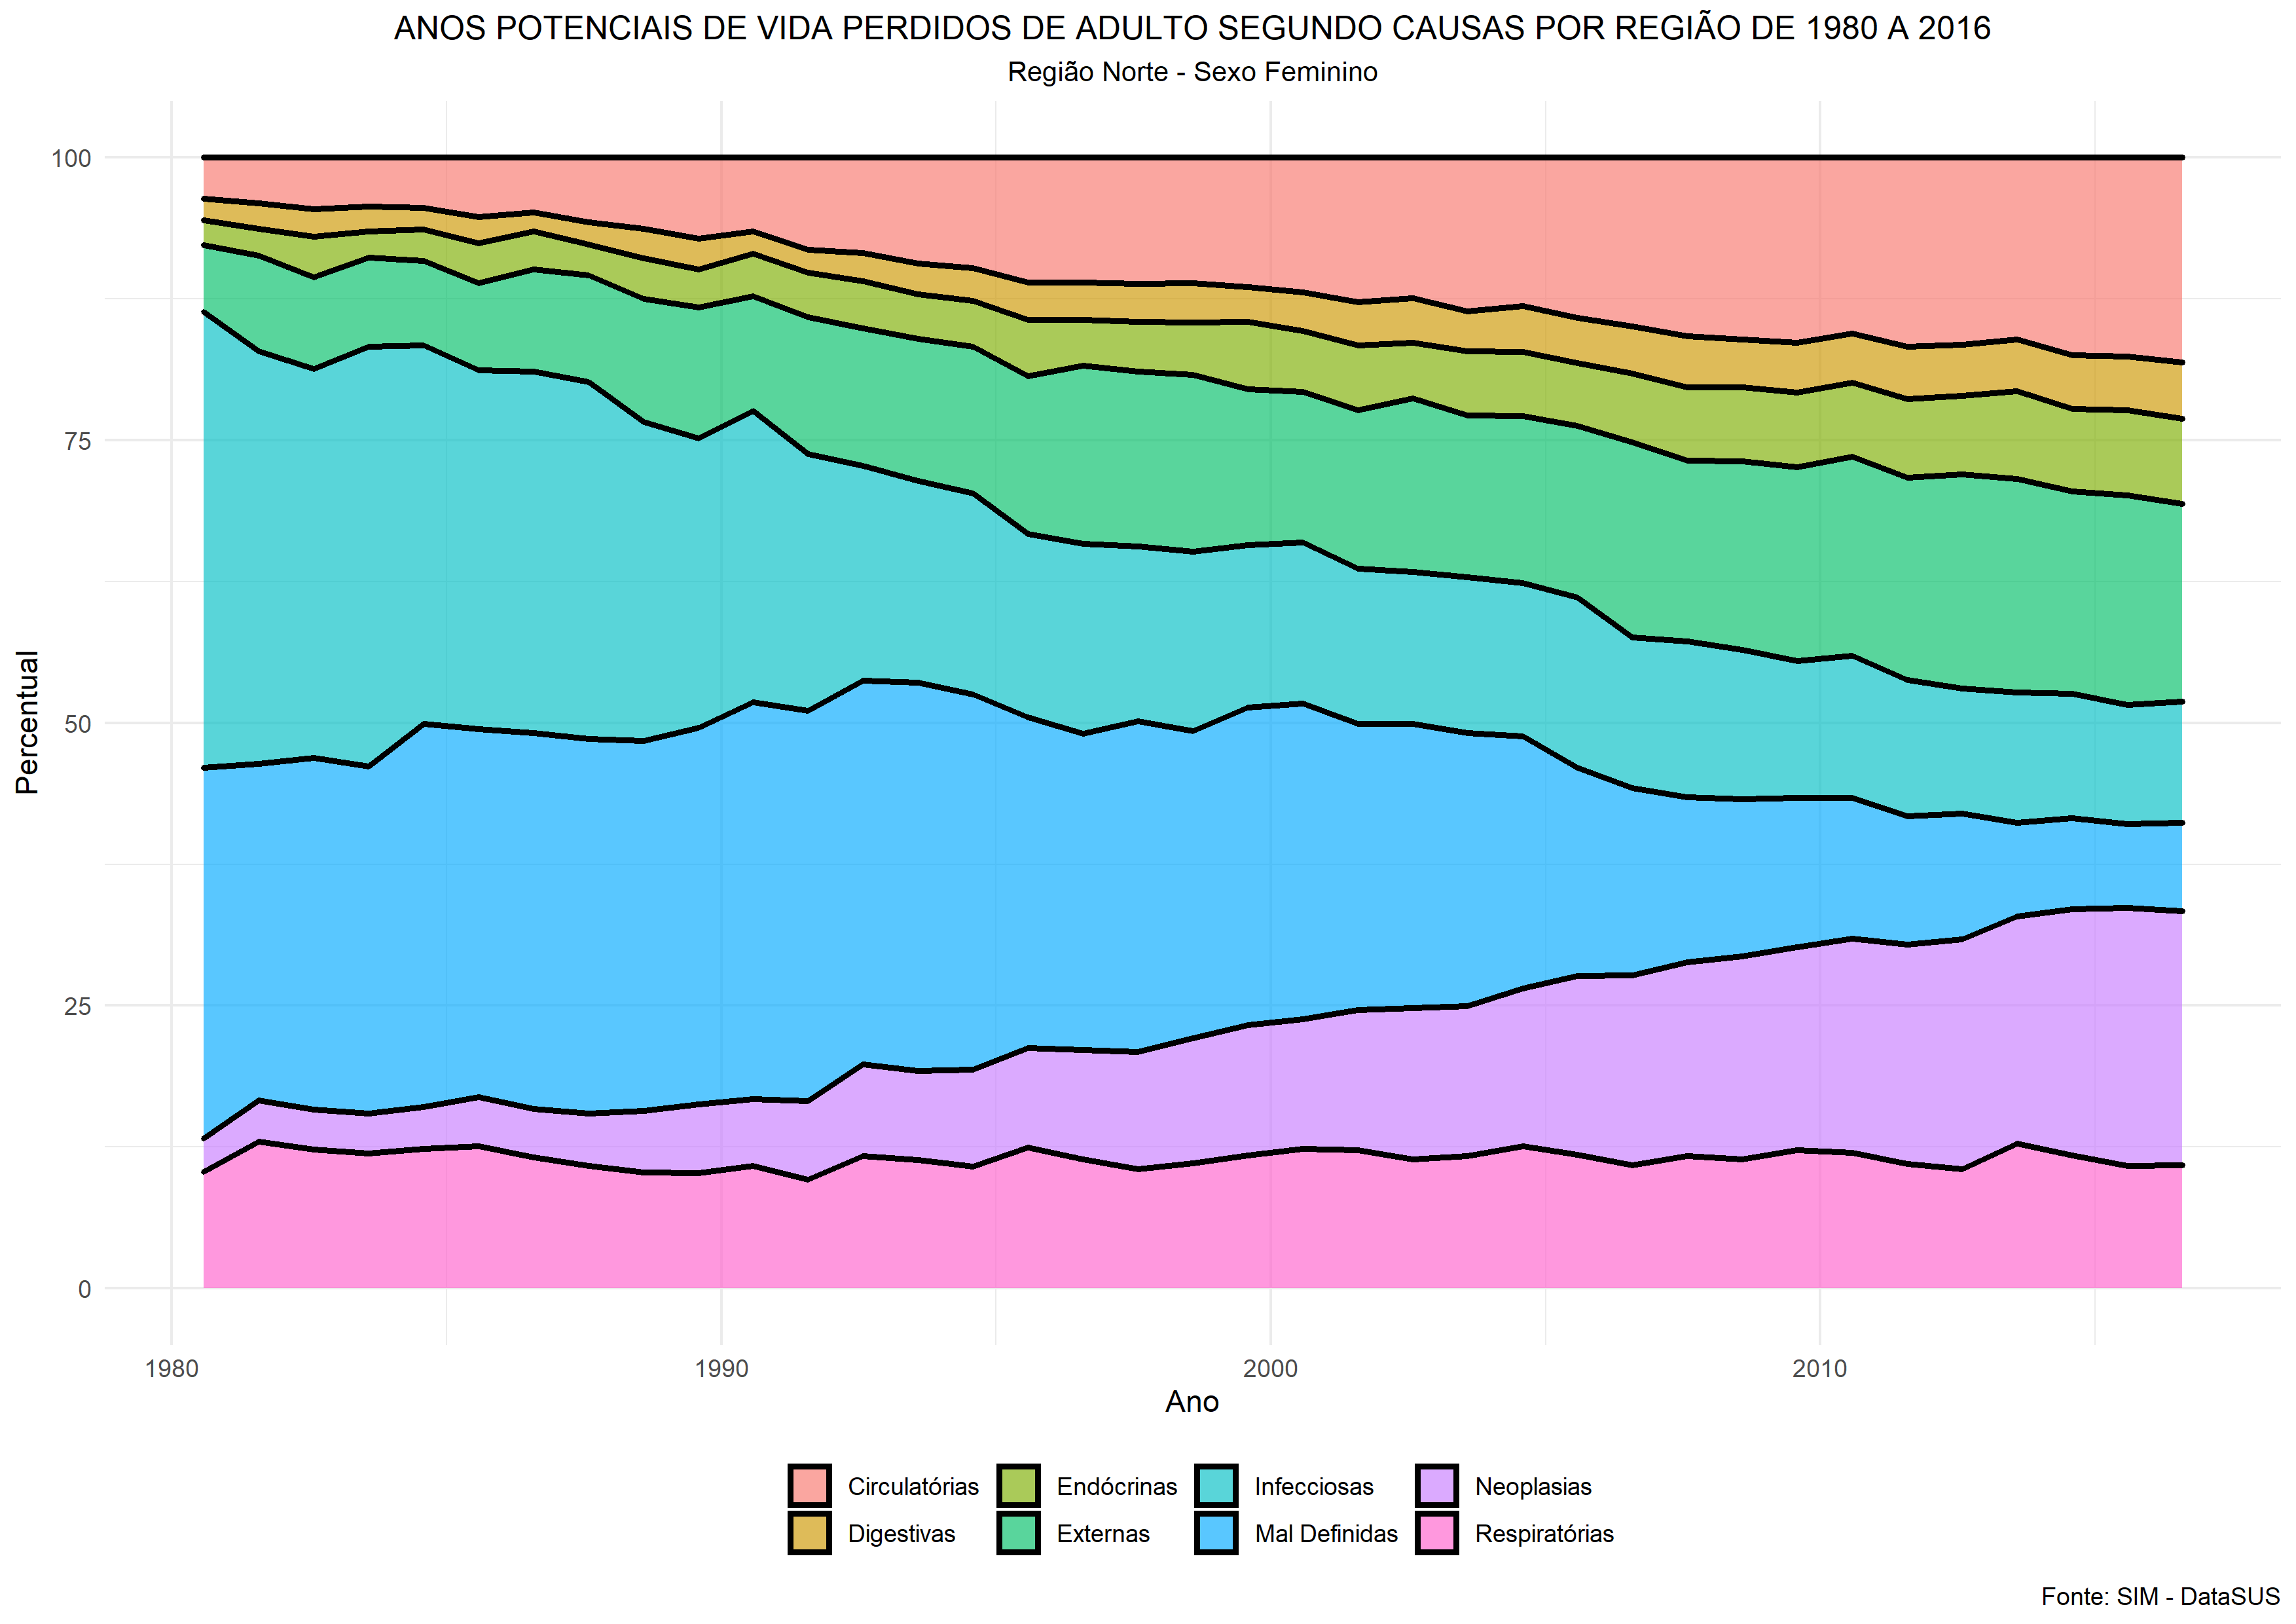 ANOS POTENCIAIS DE VIDA PERDIDOS DE ADULTO SEGUNDO CAUSAS POR REGIÃO DE 1980 A 2016
Região Norte - Sexo Feminino
Percentual
100
75
50
25
0
1980 1990 2000 2010
Ano
Circulatórias Endócrinas Infecciosas Neoplasias
Digestivas Externas Mal Definidas Respiratórias
Fonte: SIM - DataSUS